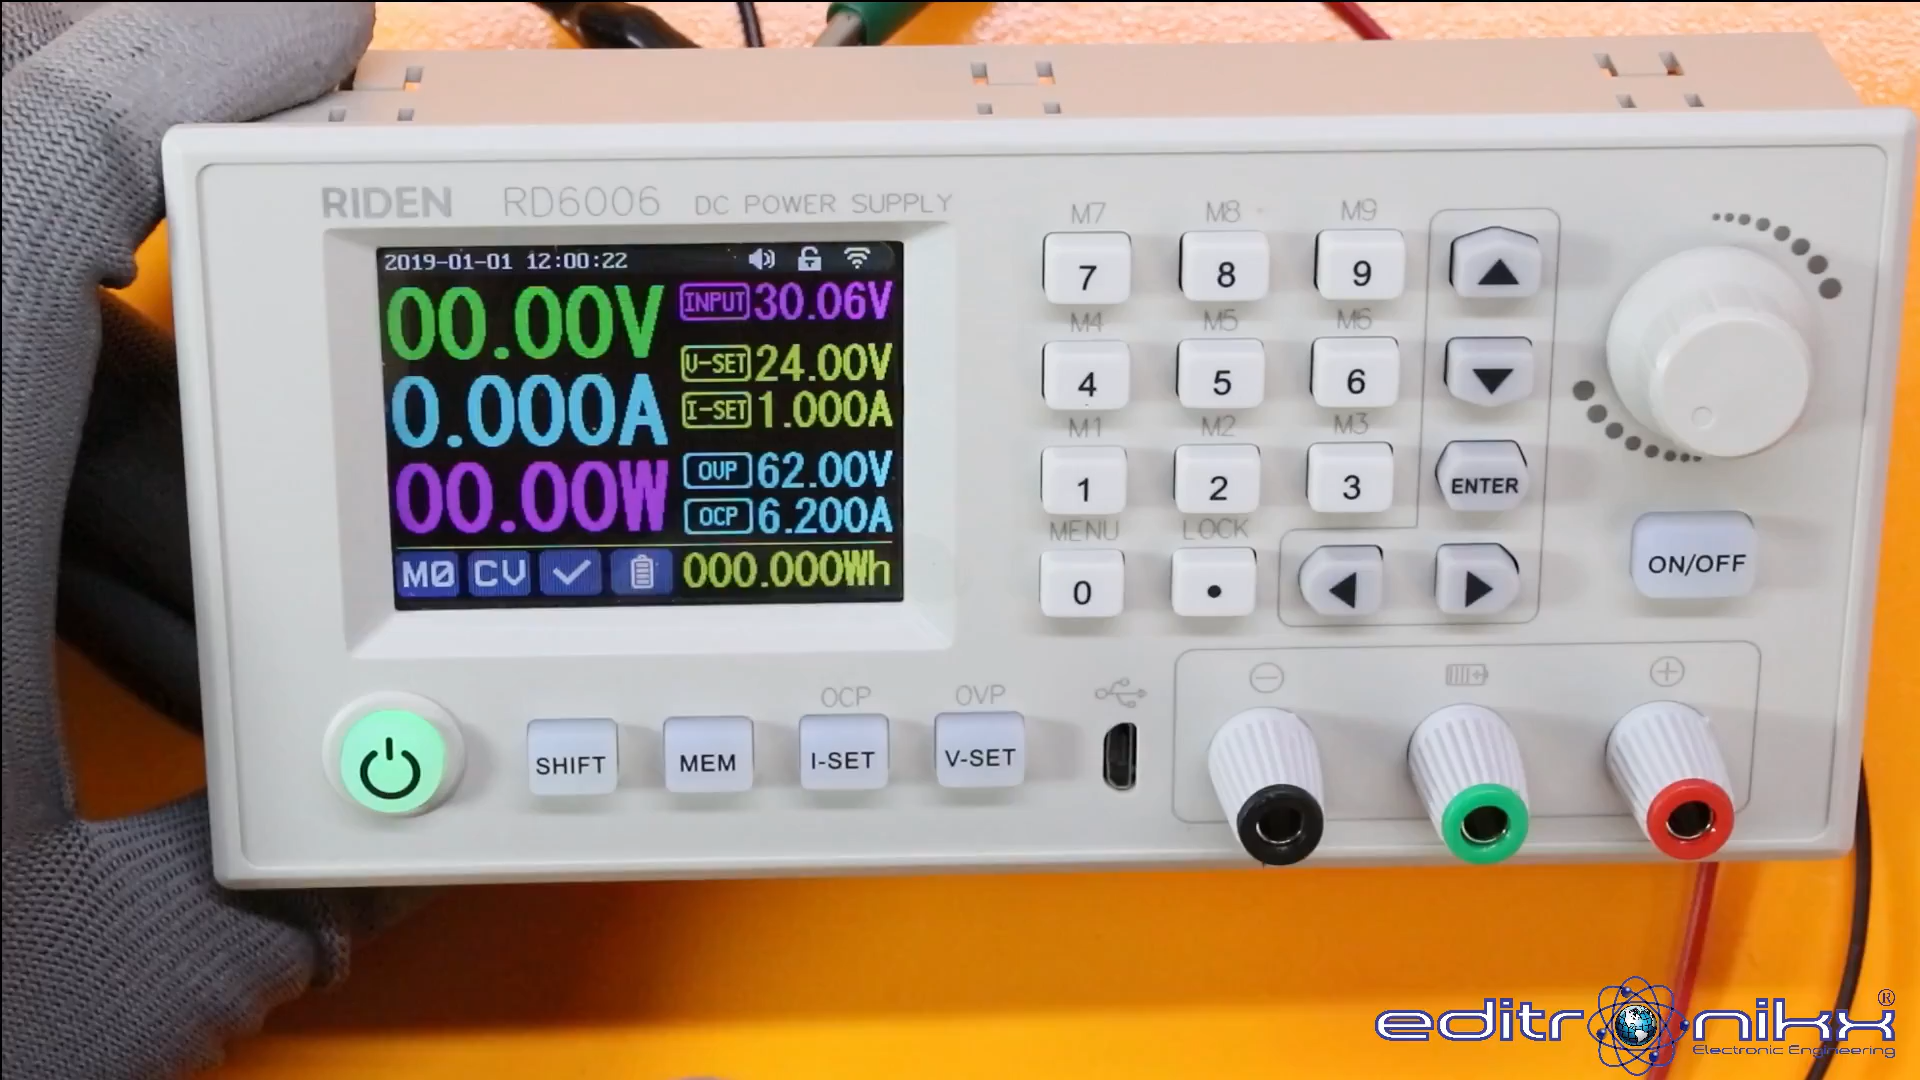 RIDEN RD6006 DC POWER SUPPLY
2019-01-01 12:00:22
00.00V
0.000A
00.00W
INPUT 30.06V
V-SET 24.00V
I-SET 1.000A
OVP 62.00V
OCP 6.200A
M0 CV 000.000Wh
M7 M8 M9
7 8 9
M4 M5 M6
4 5 6
M1 M2 M3
1 2 3 ENTER
MENU LOCK
0 .
ON/OFF
OCP OVP
SHIFT MEM I-SET V-SET
editronikx ®
Electronic Engineering